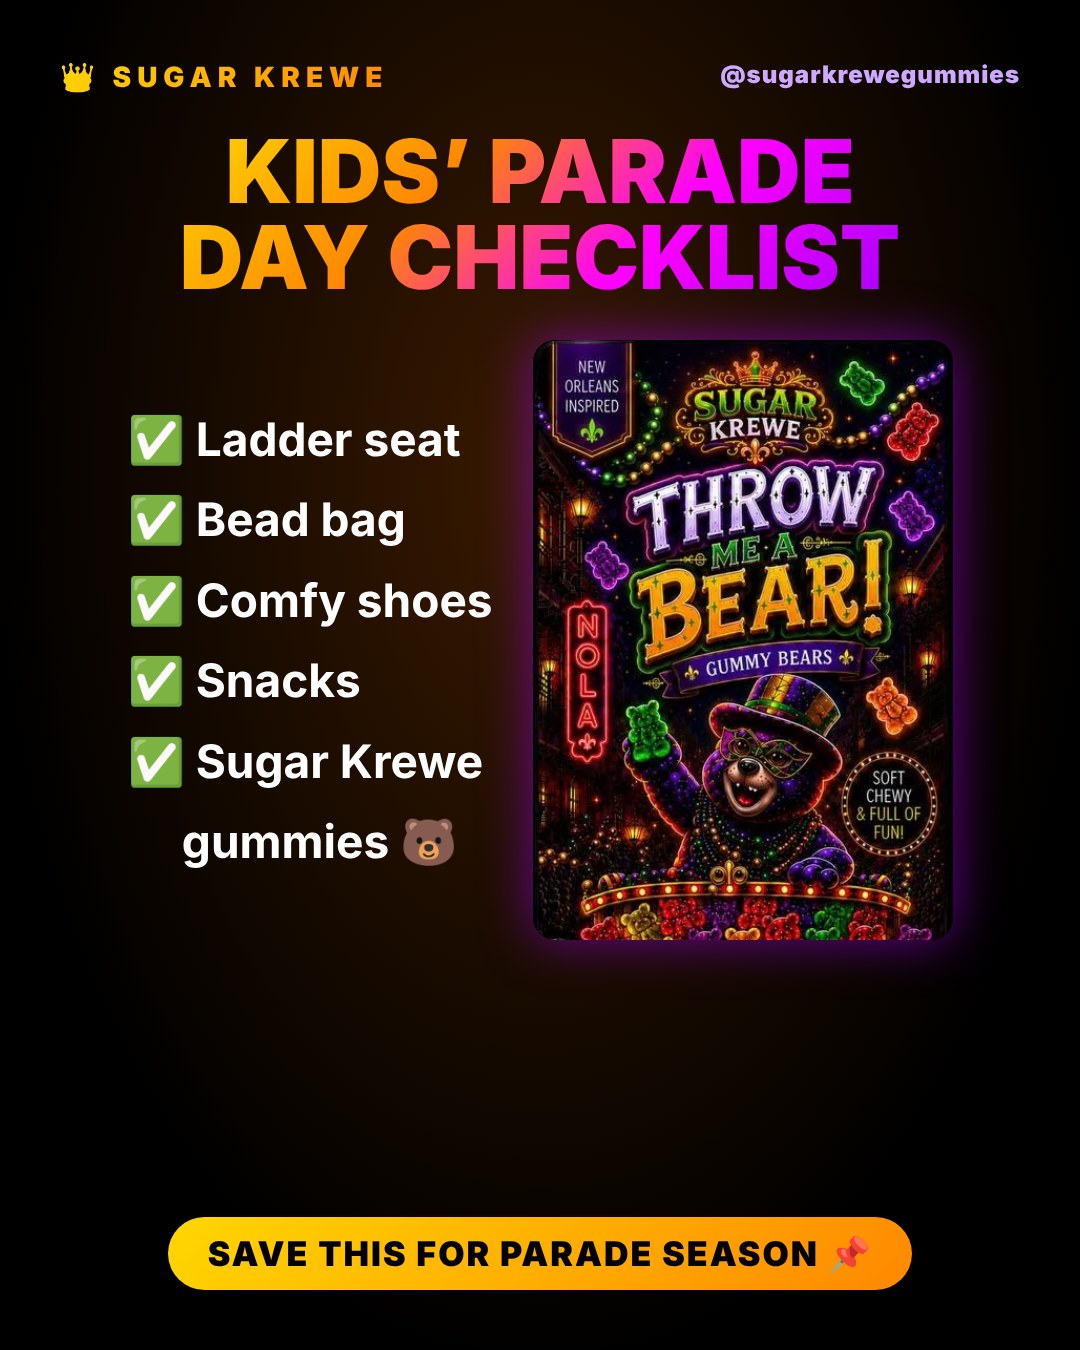 👑 SUGAR KREWE
@sugarkrewegummies
KIDS’ PARADE
DAY CHECKLIST
✅ Ladder seat
✅ Bead bag
✅ Comfy shoes
✅ Snacks
✅ Sugar Krewe
gummies 🐻
NEW
ORLEANS
INSPIRED
SUGAR
KREWE
THROW
ME A
BEAR!
GUMMY BEARS
NOLA
SOFT
CHEWY
& FULL OF
FUN!
SAVE THIS FOR PARADE SEASON 📌